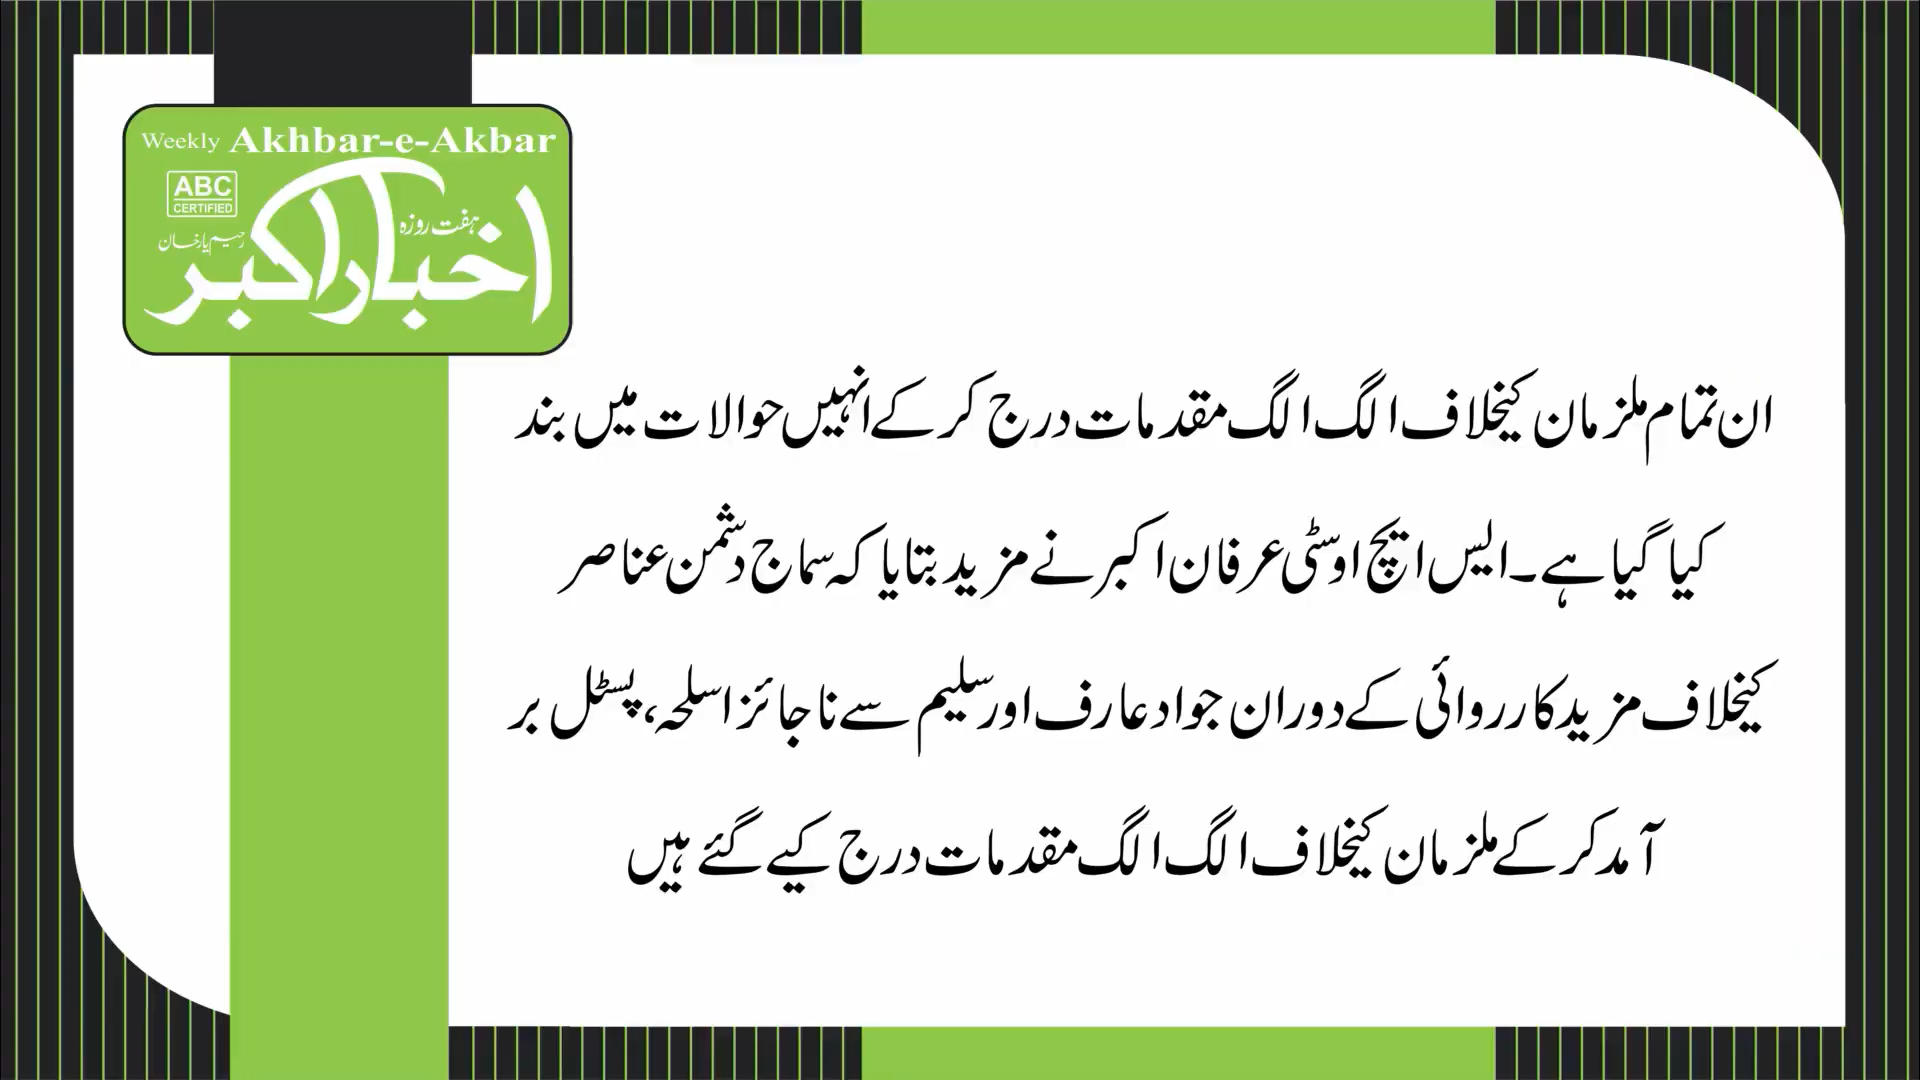 Weekly Akhbar-e-Akbar
ABC
CERTIFIED
ہفت روزہ
رحیم یار خان
اخبار اکبر
ان تمام ملزمان کیخلاف الگ الگ مقدمات درج کر کے انہیں حوالات میں بند
کیا گیا ہے۔ ایس ایچ او سٹی عرفان اکبر نے مزید بتایا کہ سماج دشمن عناصر
کیخلاف مزید کارروائی کے دوران جواد عارف اور سلیم سے ناجائز اسلحہ، پسٹل بر
آمد کر کے ملزمان کیخلاف الگ الگ مقدمات درج کیے گئے ہیں